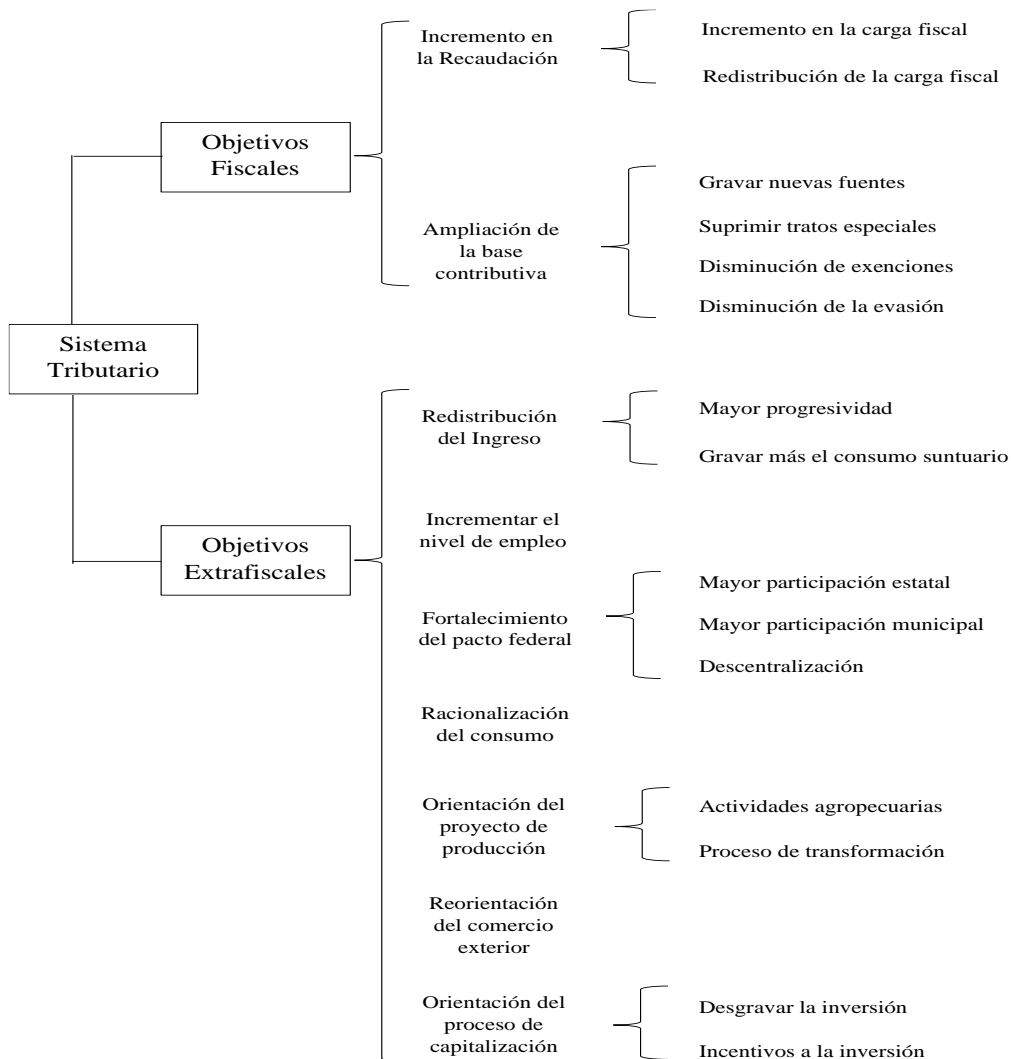 Incremento en
la Recaudación
Incremento en la carga fiscal
Redistribución de la carga fiscal
Objetivos
Fiscales
Ampliación de
la base
contributiva
Gravar nuevas fuentes
Suprimir tratos especiales
Disminución de exenciones
Disminución de la evasión
Sistema
Tributario
Redistribución
del Ingreso
Mayor progresividad
Gravar más el consumo suntuario
Incrementar el
nivel de empleo
Objetivos
Extrafiscales
Fortalecimiento
del pacto federal
Mayor participación estatal
Mayor participación municipal
Descentralización
Racionalización
del consumo
Orientación del
proyecto de
producción
Actividades agropecuarias
Proceso de transformación
Reorientación
del comercio
exterior
Orientación del
proceso de
capitalización
Desgravar la inversión
Incentivos a la inversión